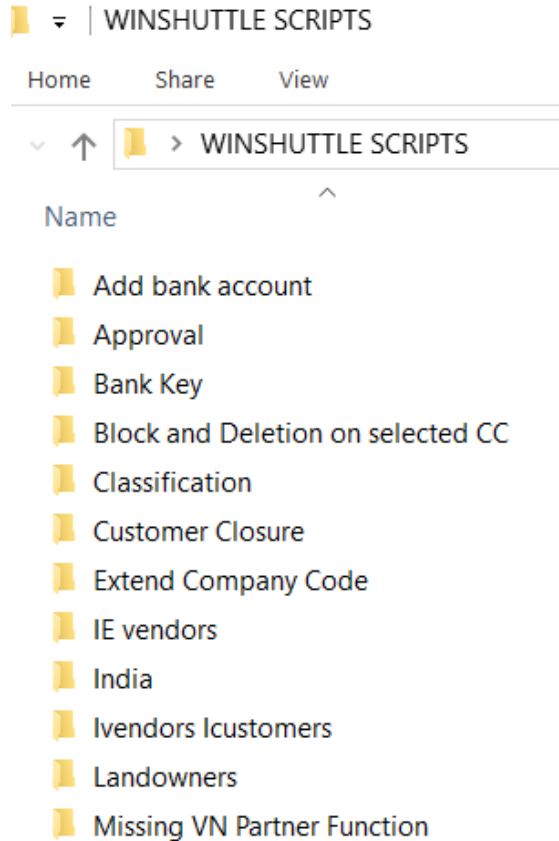 WINSHUTTLE SCRIPTS
Home Share View
WINSHUTTLE SCRIPTS
Name
Add bank account
Approval
Bank Key
Block and Deletion on selected CC
Classification
Customer Closure
Extend Company Code
IE vendors
India
Ivendors Icustomers
Landowners
Missing VN Partner Function